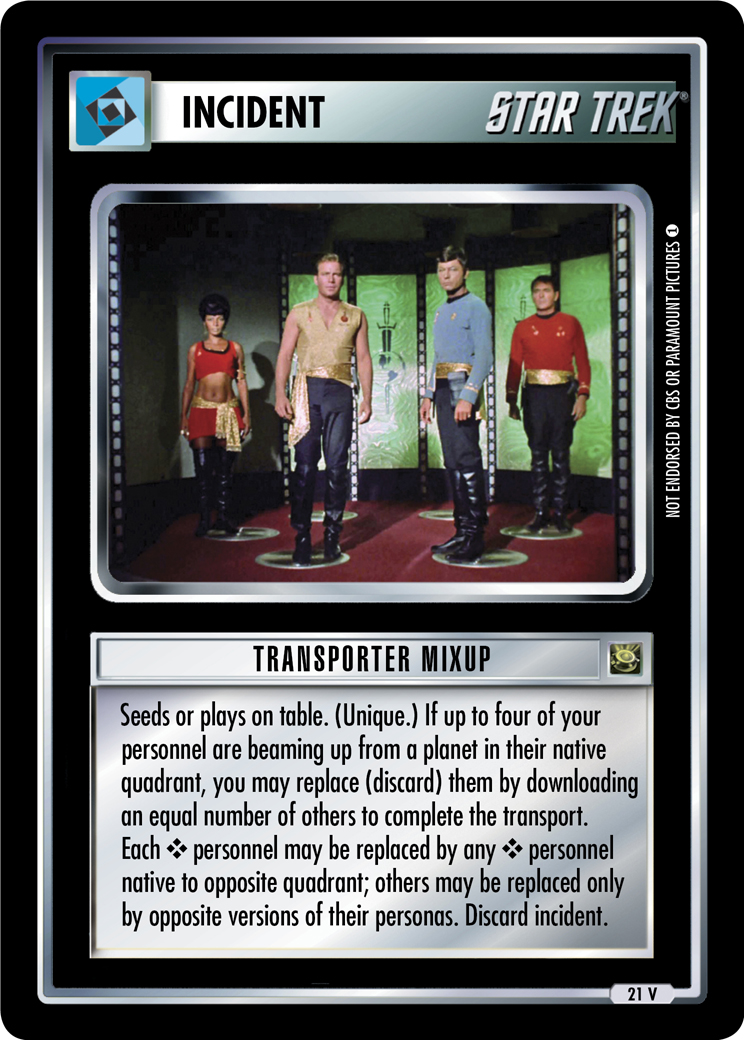 INCIDENT
STAR TREK®
NOT ENDORSED BY CBS OR PARAMOUNT PICTURES 1
TRANSPORTER MIXUP
Seeds or plays on table. (Unique.) If up to four of your
personnel are beaming up from a planet in their native
quadrant, you may replace (discard) them by downloading
an equal number of others to complete the transport.
Each ❖ personnel may be replaced by any ❖ personnel
native to opposite quadrant; others may be replaced only
by opposite versions of their personas. Discard incident.
21 V